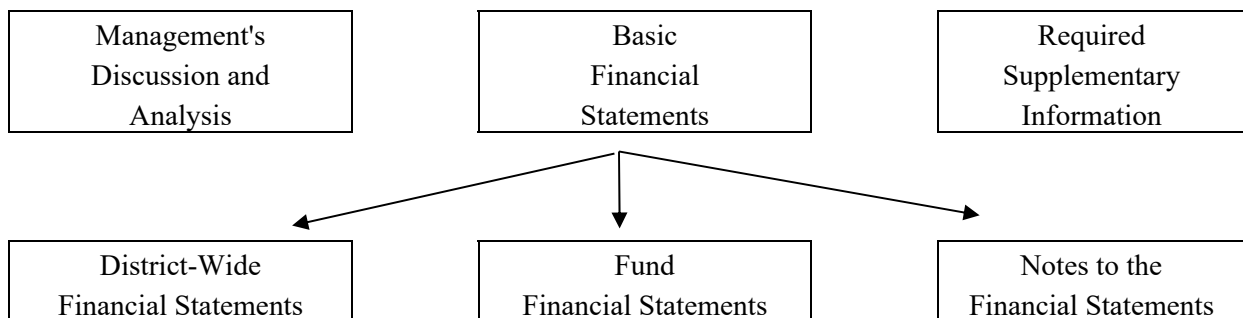 Management's
Discussion and
Analysis
Basic
Financial
Statements
Required
Supplementary
Information
District-Wide
Financial Statements
Fund
Financial Statements
Notes to the
Financial Statements